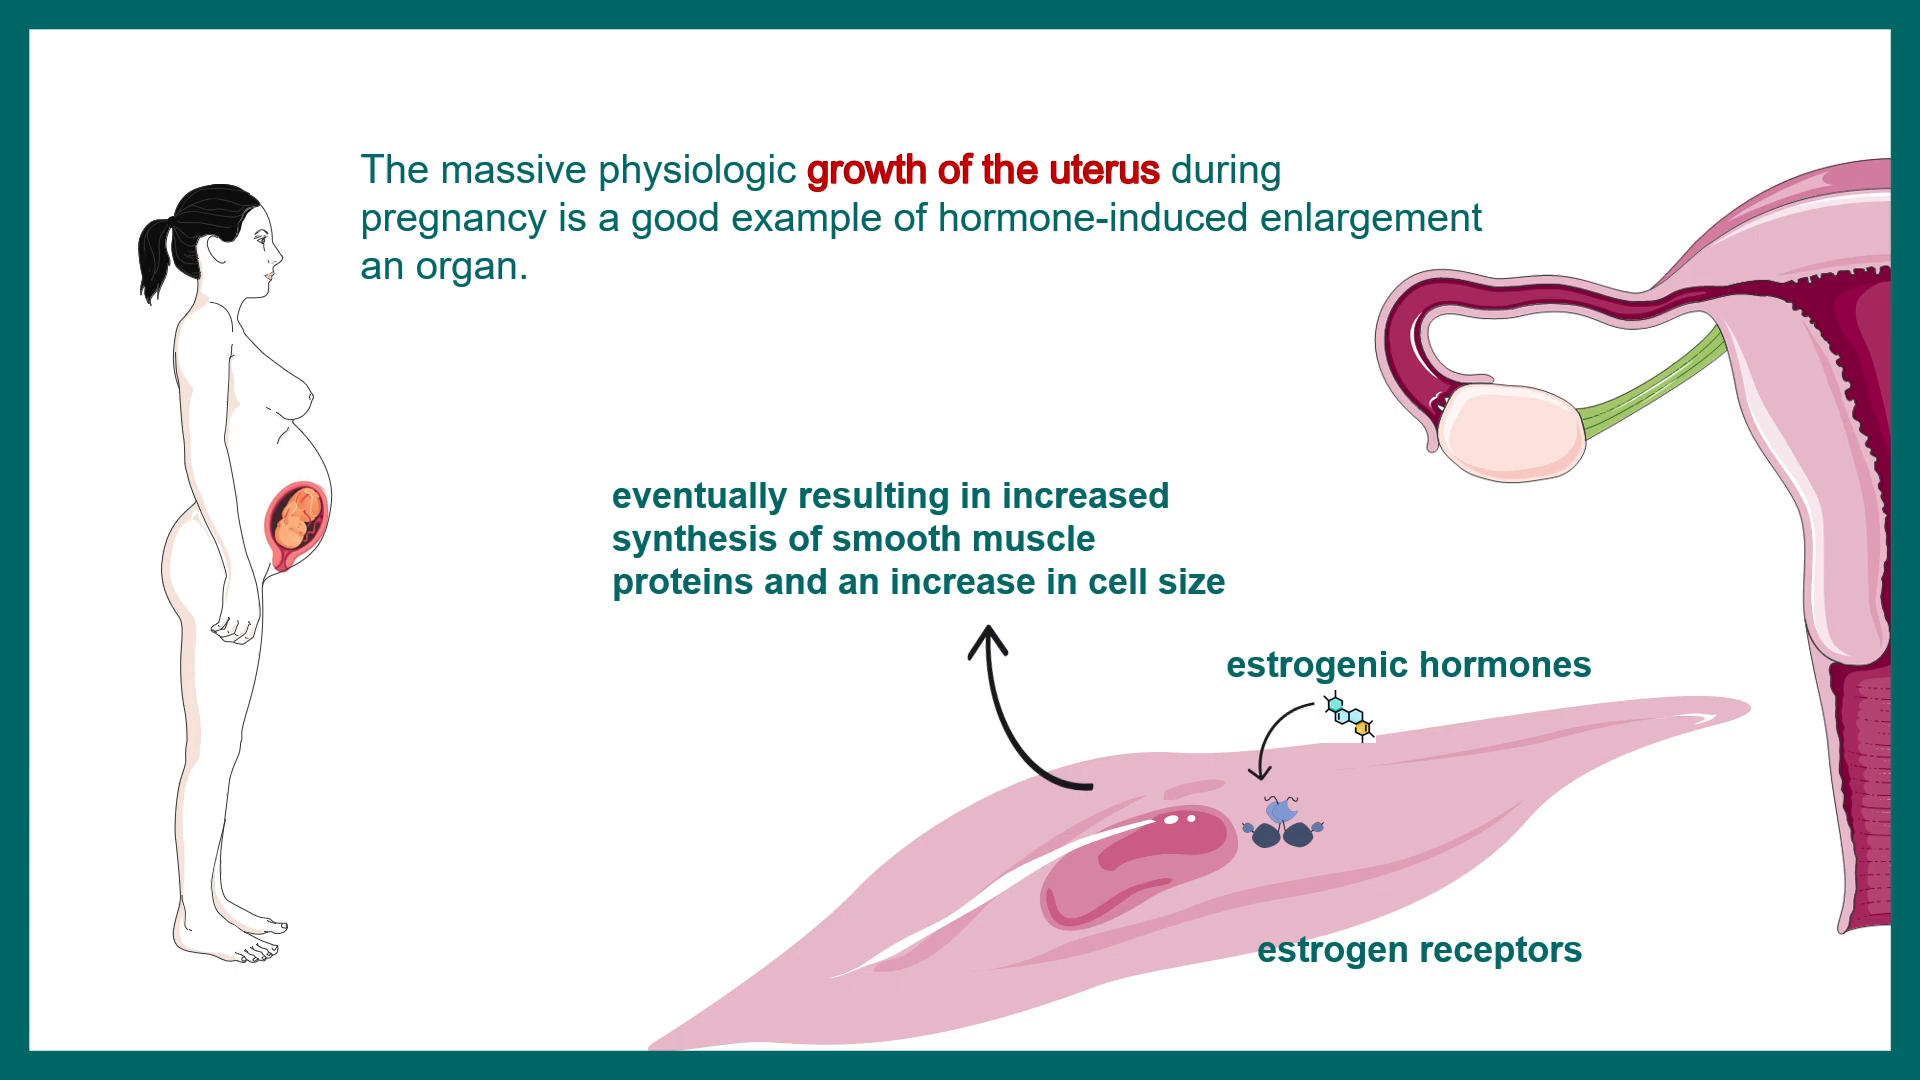 The massive physiologic growth of the uterus during
pregnancy is a good example of hormone-induced enlargement
an organ.
eventually resulting in increased
synthesis of smooth muscle
proteins and an increase in cell size
estrogenic hormones
estrogen receptors